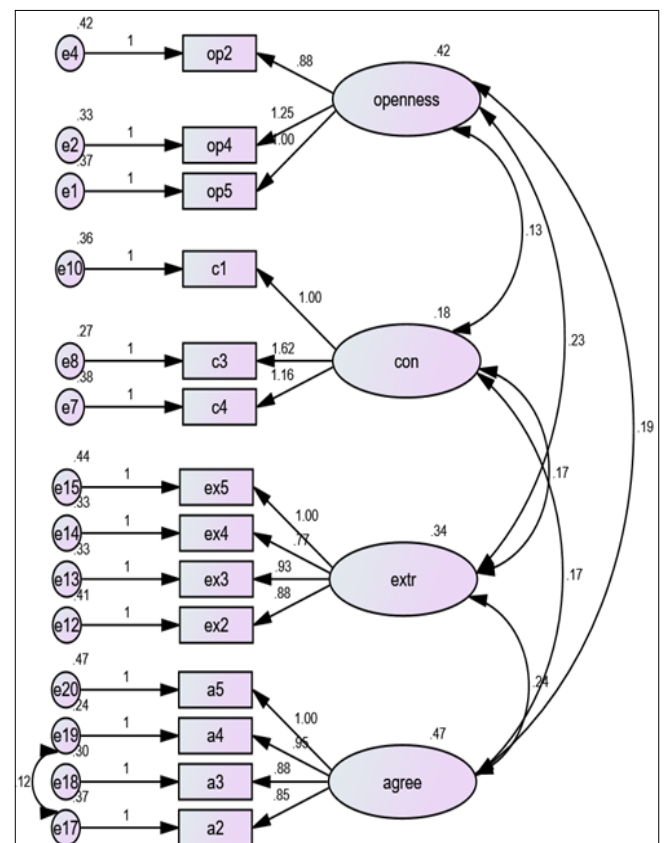 .42
e4 1 op2 .88 .42
openness
.33 1.25
e2 1 op4 1.00
.37
e1 1 op5
.13
.36
e10 1 c1
1.00 .18
.27 .23
e8 1 c3 1.62 con
.38 1.16
e7 1 c4
.19
.44
e15 1 ex5 .17
.33 1.00
e14 1 ex4 .77 .34
.33
e13 1 ex3 .93 extr .17
.41 .88
e12 1 ex2
.47
e20 1 a5 .24
.24 1.00
e19 1 a4 .95 .47
.30
.12 e18 1 a3 .88 agree
.37 .85
e17 1 a2